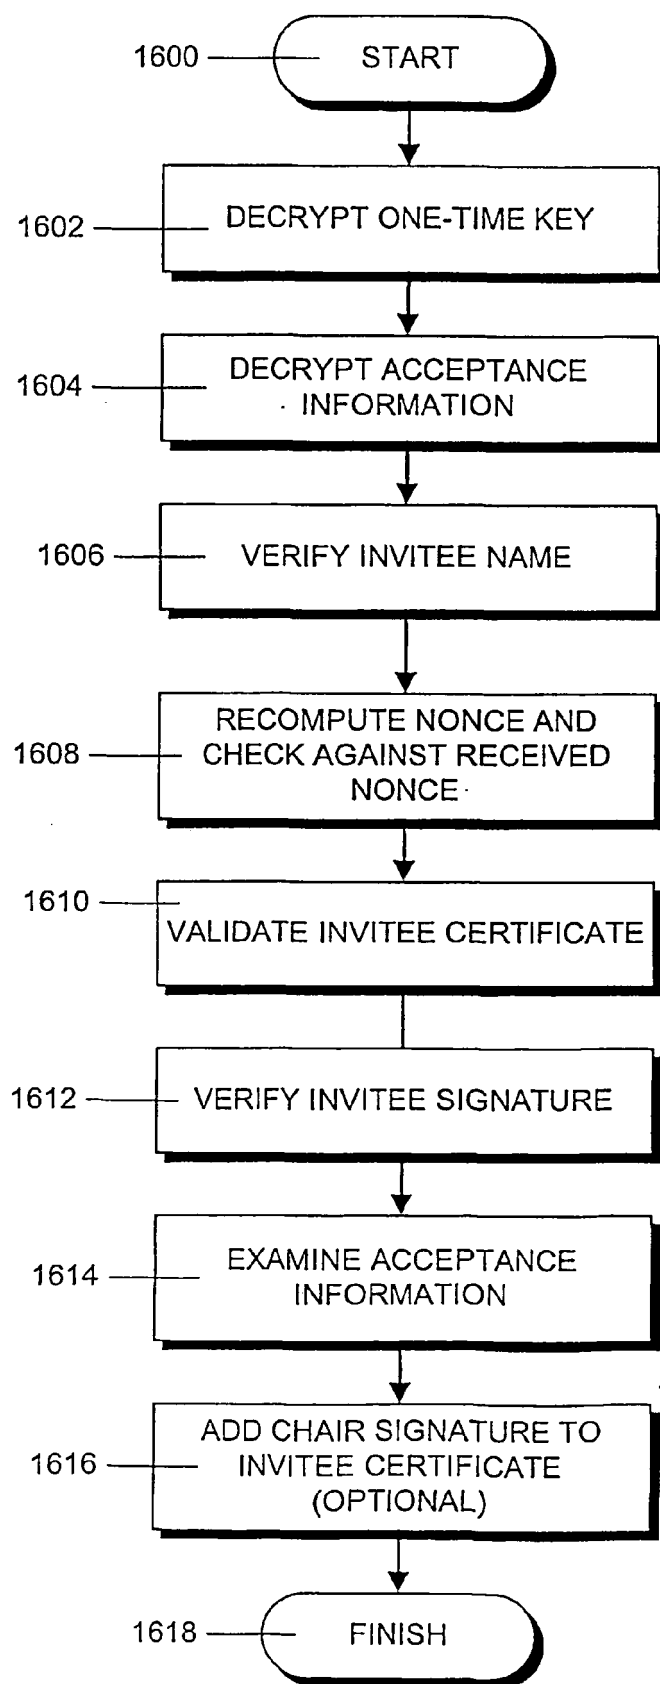 1600 START
1602 DECRYPT ONE-TIME KEY
1604 DECRYPT ACCEPTANCE
INFORMATION
1606 VERIFY INVITEE NAME
RECOMPUTE NONCE AND
1608 CHECK AGAINST RECEIVED
NONCE
1610
VALIDATE INVITEE CERTIFICATE
1612 VERIFY INVITEE SIGNATURE
1614 EXAMINE ACCEPTANCE
INFORMATION
ADD CHAIR SIGNATURE TO
1616 INVITEE CERTIFICATE
(OPTIONAL)
1618 FINISH